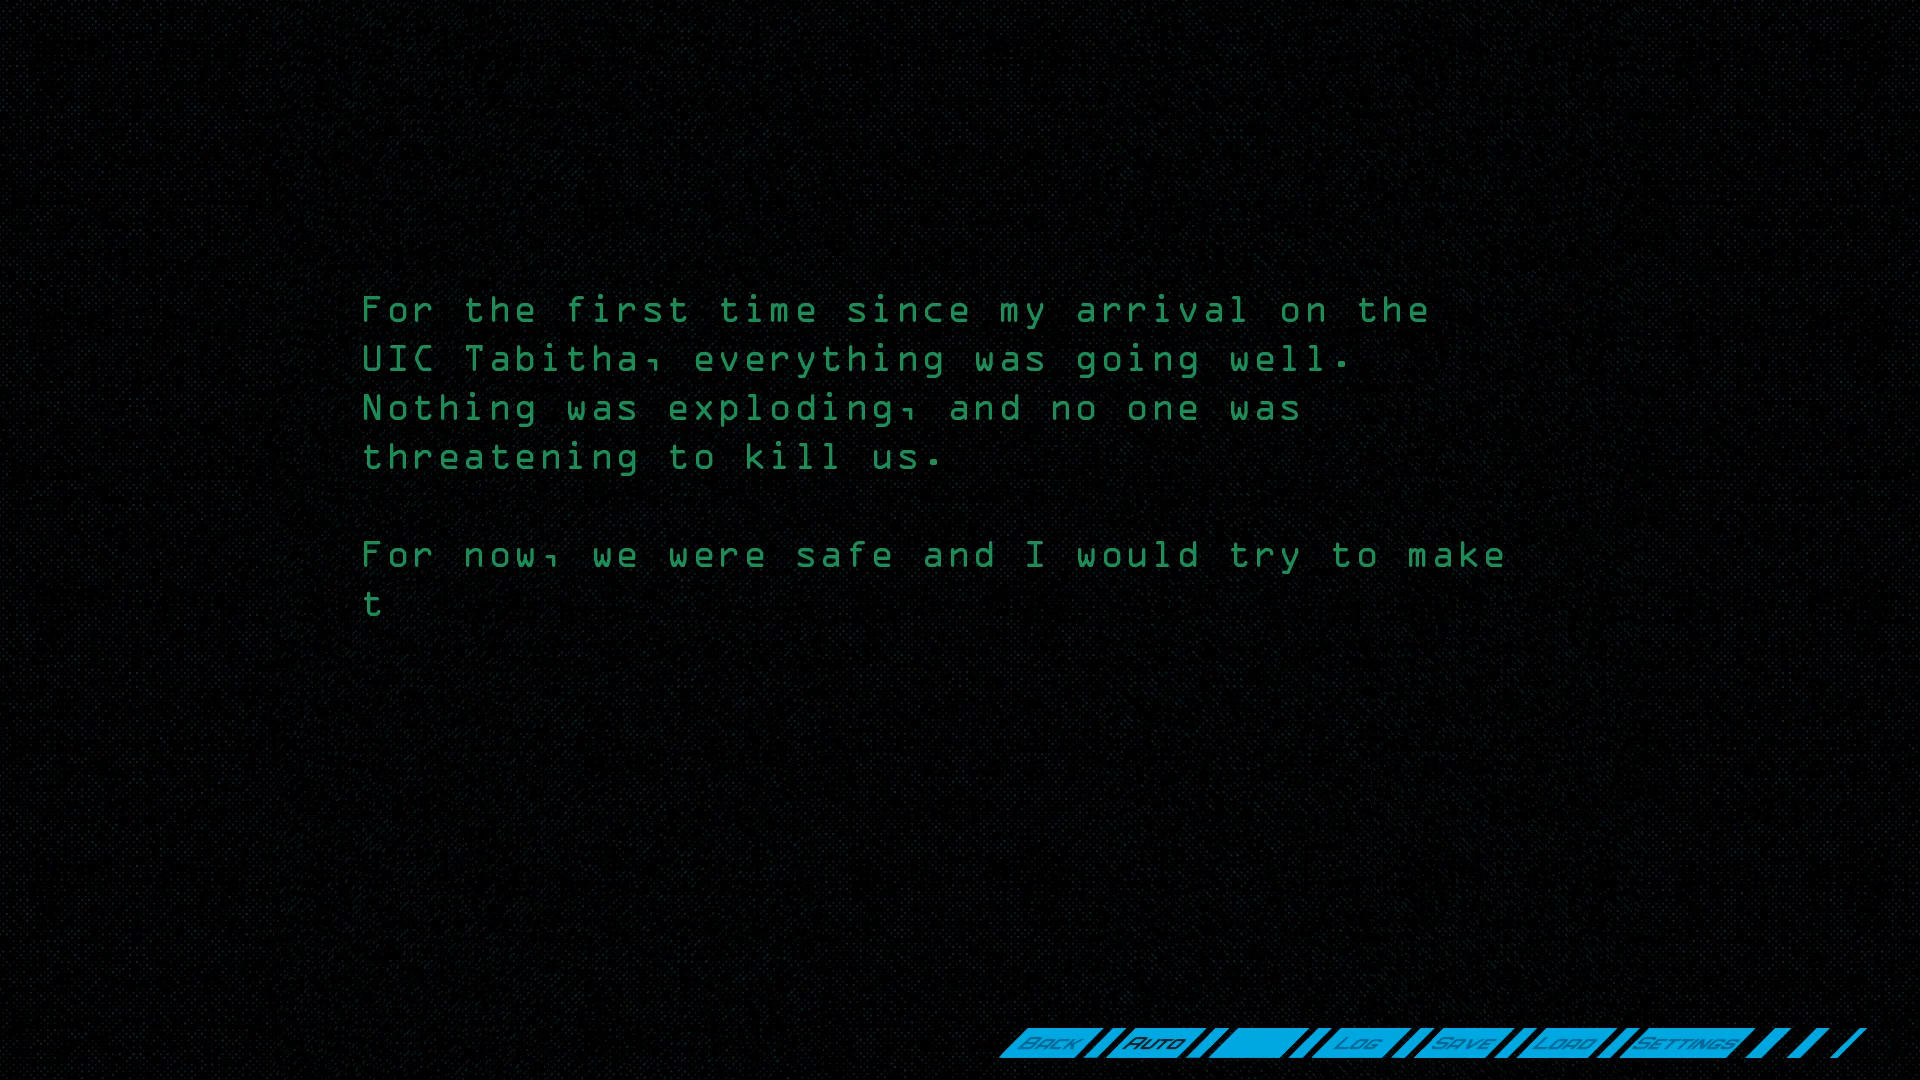 For the first time since my arrival on the
UIC Tabitha, everything was going well.
Nothing was exploding, and no one was
threatening to kill us.
For now, we were safe and I would try to make
t
BACK AUTO LOG SAVE LOAD SETTINGS